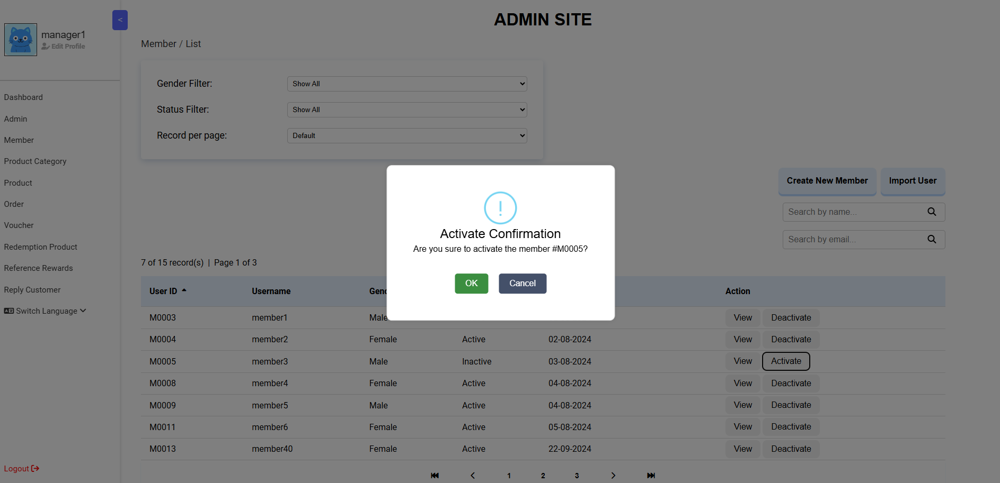 <
ADMIN SITE
manager1
Edit Profile
Member / List
Gender Filter: Show All
Status Filter: Show All
Record per page: Default
Dashboard
Admin
Member
Product Category
Product
Order
Voucher
Redemption Product
Reference Rewards
Reply Customer
Switch Language
Logout
Create New Member Import User
Search by name...
Search by email...
!
Activate Confirmation
Are you sure to activate the member #M0005?
OK Cancel
7 of 15 record(s) | Page 1 of 3
User ID Username Gen Action
M0003 member1 Male View Deactivate
M0004 member2 Female Active 02-08-2024 View Deactivate
M0005 member3 Male Inactive 03-08-2024 View Activate
M0008 member4 Female Active 04-08-2024 View Deactivate
M0009 member5 Male Active 04-08-2024 View Deactivate
M0011 member6 Female Active 05-08-2024 View Deactivate
M0013 member40 Female Active 22-09-2024 View Deactivate
1 2 3